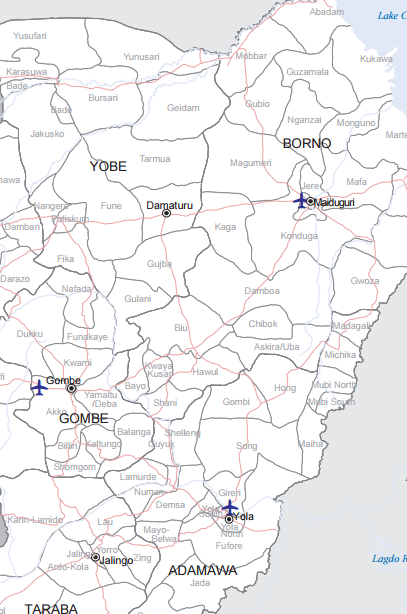 Abadam
Lake C
Yusufari
Yunusari
Mobbar
Kukawa
Karasuwa
Guzamala
Bade
Bursari
Geidam
Gubio
Bade
Nganzai
Monguno
Jakusko
BORNO
Marte
Tarmua
YOBE
Magumeri
Jere
Mafa
Nangere
Fune
Damaturu
Maiduguri
Potiskum
Damban
Kaga
Konduga
Fika
Gujba
Darazo
Nafada
Gulani
Damboa
Gwoza
Dukku
Biu
Chibok
Madagali
Funakaye
Askira/Uba
Michika
Kwami
Kwaya
Kusar
Hawul
Gombe
Bayo
Hong
Mubi North
Yamaltu
/Deba
Shani
Gombi
Mubi South
Akko
GOMBE
Balanga
Shelleng
Billiri
Kaltungo
Guyuk
Song
Maiha
Shomgom
Lamurde
Numan
Girei
Demsa
Yola
South
Yola
Karin-Lamido
Lau
Mayo-
Belwa
Yola
North
Fufore
Jalingo
Yorro
Zing
Jalingo
Ardo-Kola
Lagdo R
ADAMAWA
Jada
TARABA